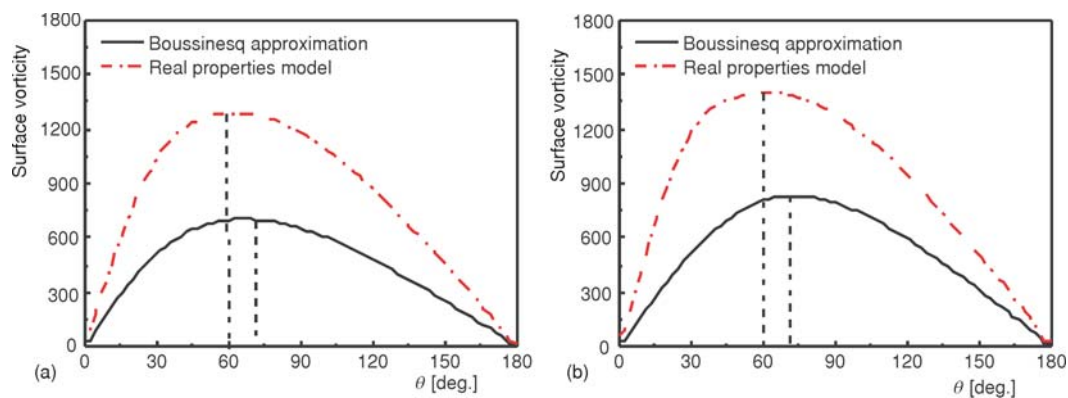 1800
1500
1200
900
600
300
0
Surface vorticity
Boussinesq approximation
Real properties model
0 30 60 90 120 150 180
(a)
θ [deg.]
1800
1500
1200
900
600
300
0
Surface vorticity
Boussinesq approximation
Real properties model
0 30 60 90 120 150 180
(b)
θ [deg.]